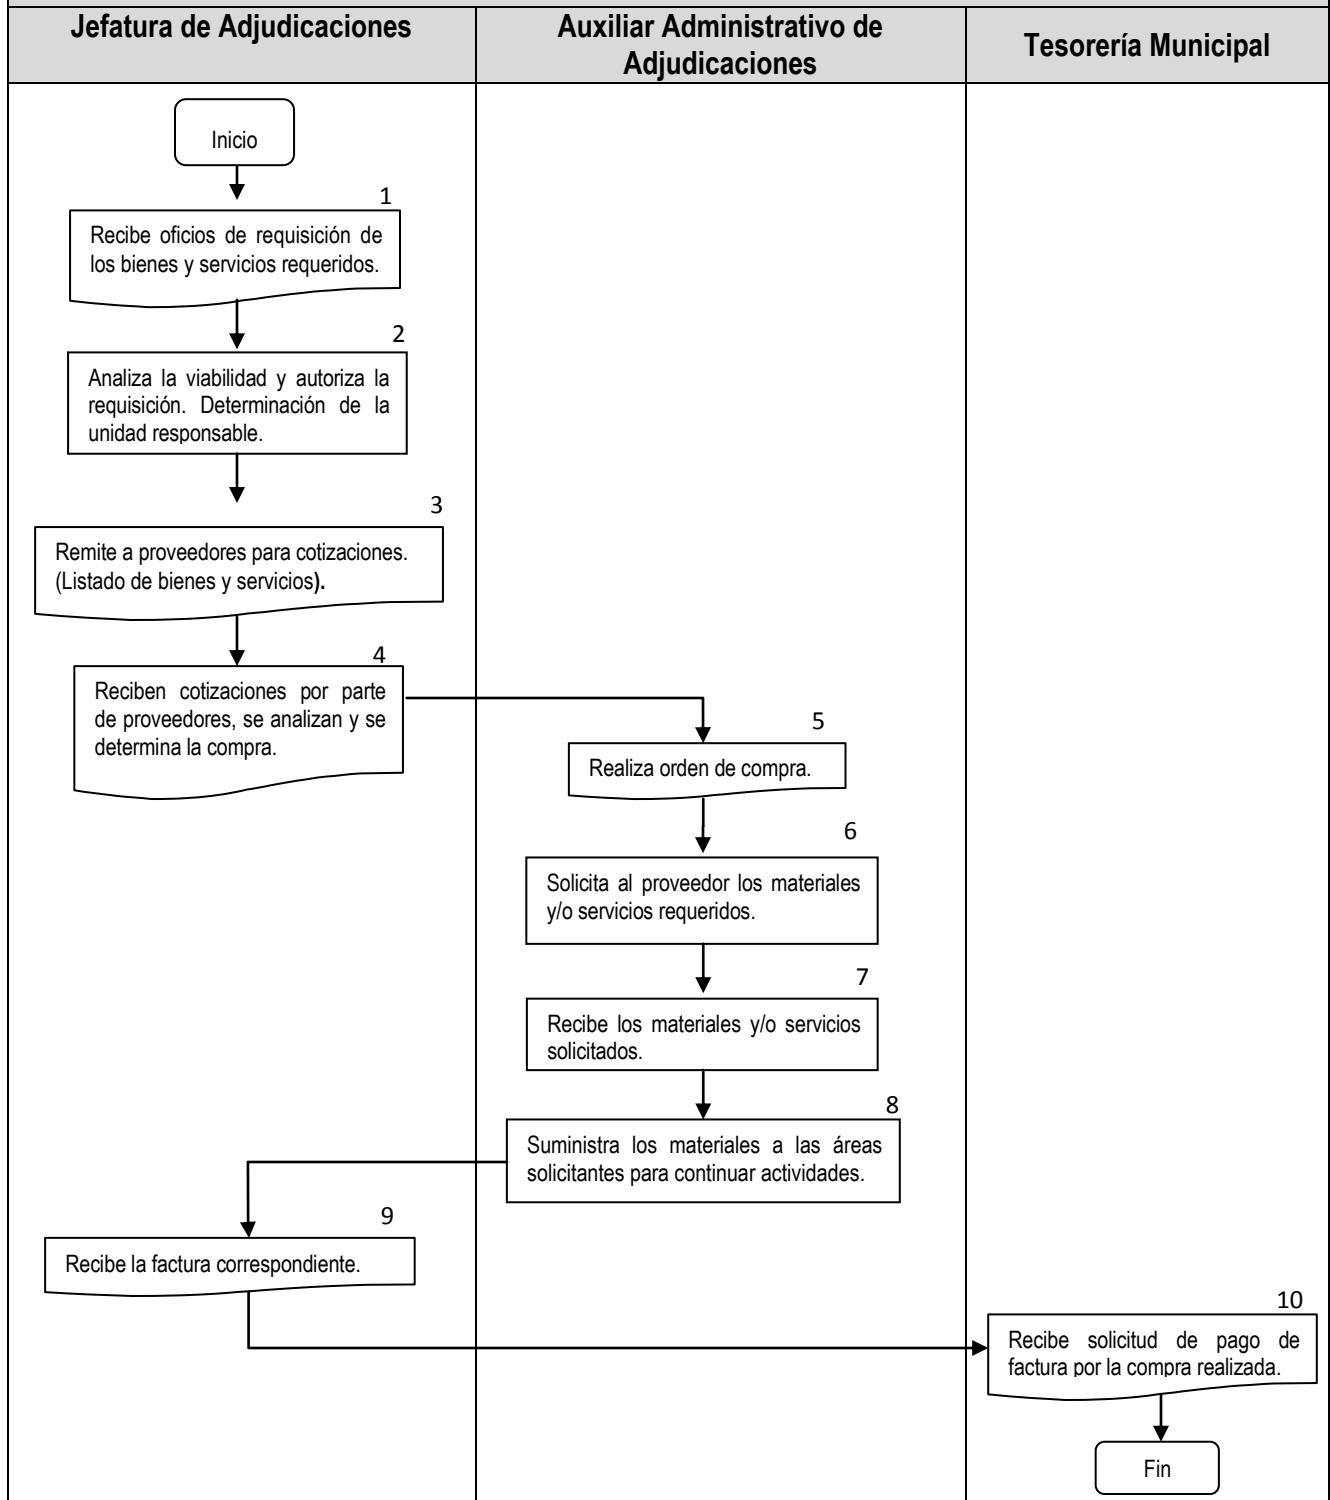 Jefatura de Adjudicaciones
Auxiliar Administrativo de
Adjudicaciones
Tesorería Municipal
Inicio
1
Recibe oficios de requisición de
los bienes y servicios requeridos.
2
Analiza la viabilidad y autoriza la
requisición. Determinación de la
unidad responsable.
3
Remite a proveedores para cotizaciones.
(Listado de bienes y servicios).
4
Reciben cotizaciones por parte
de proveedores, se analizan y se
determina la compra.
5
Realiza orden de compra.
6
Solicita al proveedor los materiales
y/o servicios requeridos.
7
Recibe los materiales y/o servicios
solicitados.
8
Suministra los materiales a las áreas
solicitantes para continuar actividades.
9
Recibe la factura correspondiente.
10
Recibe solicitud de pago de
factura por la compra realizada.
Fin